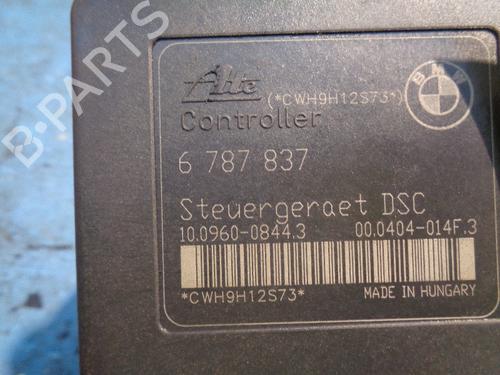 B-PARTS
Ate
(*CWH9H12S73*)
BMW
Controller
6 787 837
Steuergeraet DSC
10.0960-0844.3 00.0404-014F.3
*CWH9H12S73* MADE IN HUNGARY